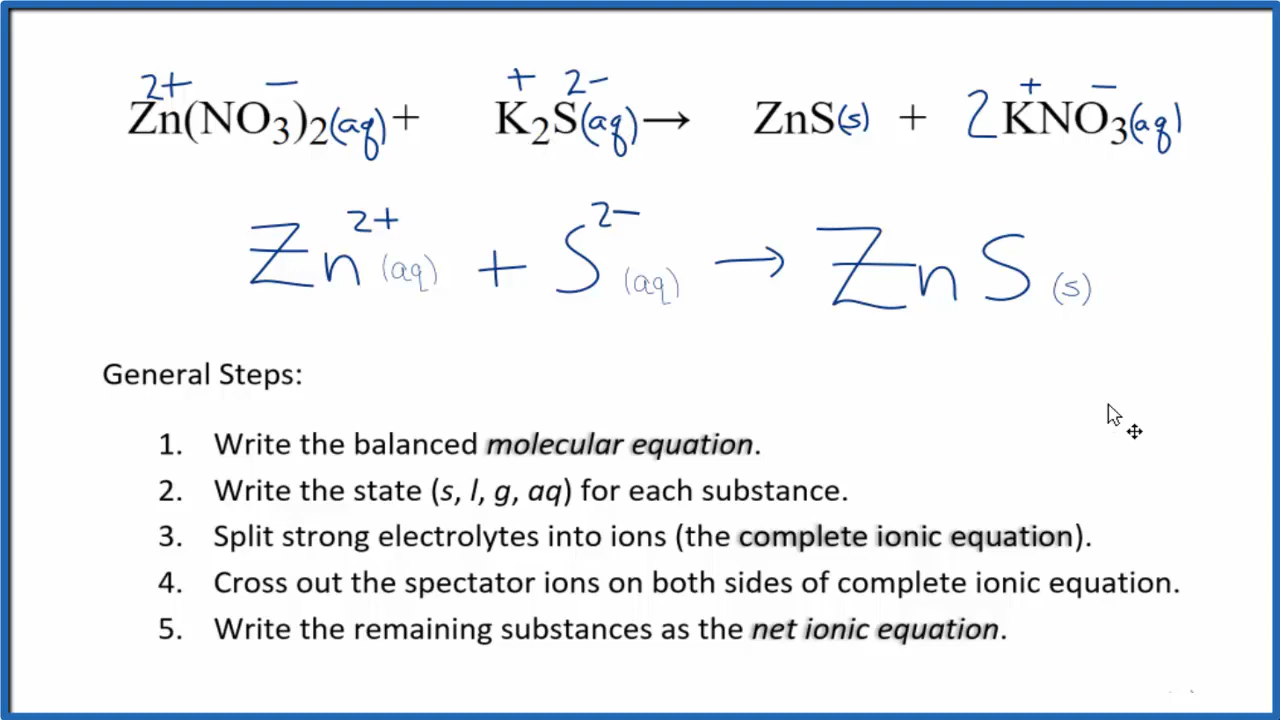 2+ − + 2− + −
Zn(NO₃)₂(aq) + K₂S(aq) → ZnS(s) + 2KNO₃(aq)
Zn²⁺(aq) + S²⁻(aq) → ZnS(s)
General Steps:
1. Write the balanced molecular equation.
2. Write the state (s, l, g, aq) for each substance.
3. Split strong electrolytes into ions (the complete ionic equation).
4. Cross out the spectator ions on both sides of complete ionic equation.
5. Write the remaining substances as the net ionic equation.